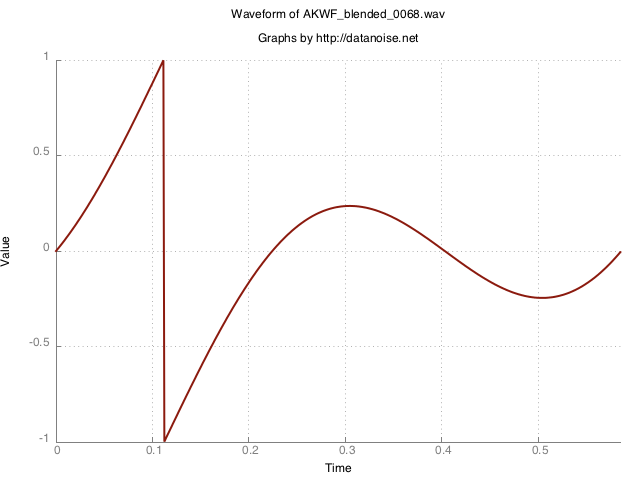 Waveform of AKWF_blended_0068.wav
Graphs by http://datanoise.net
1
0.5
0
-0.5
-1
Value
0 0.1 0.2 0.3 0.4 0.5
Time